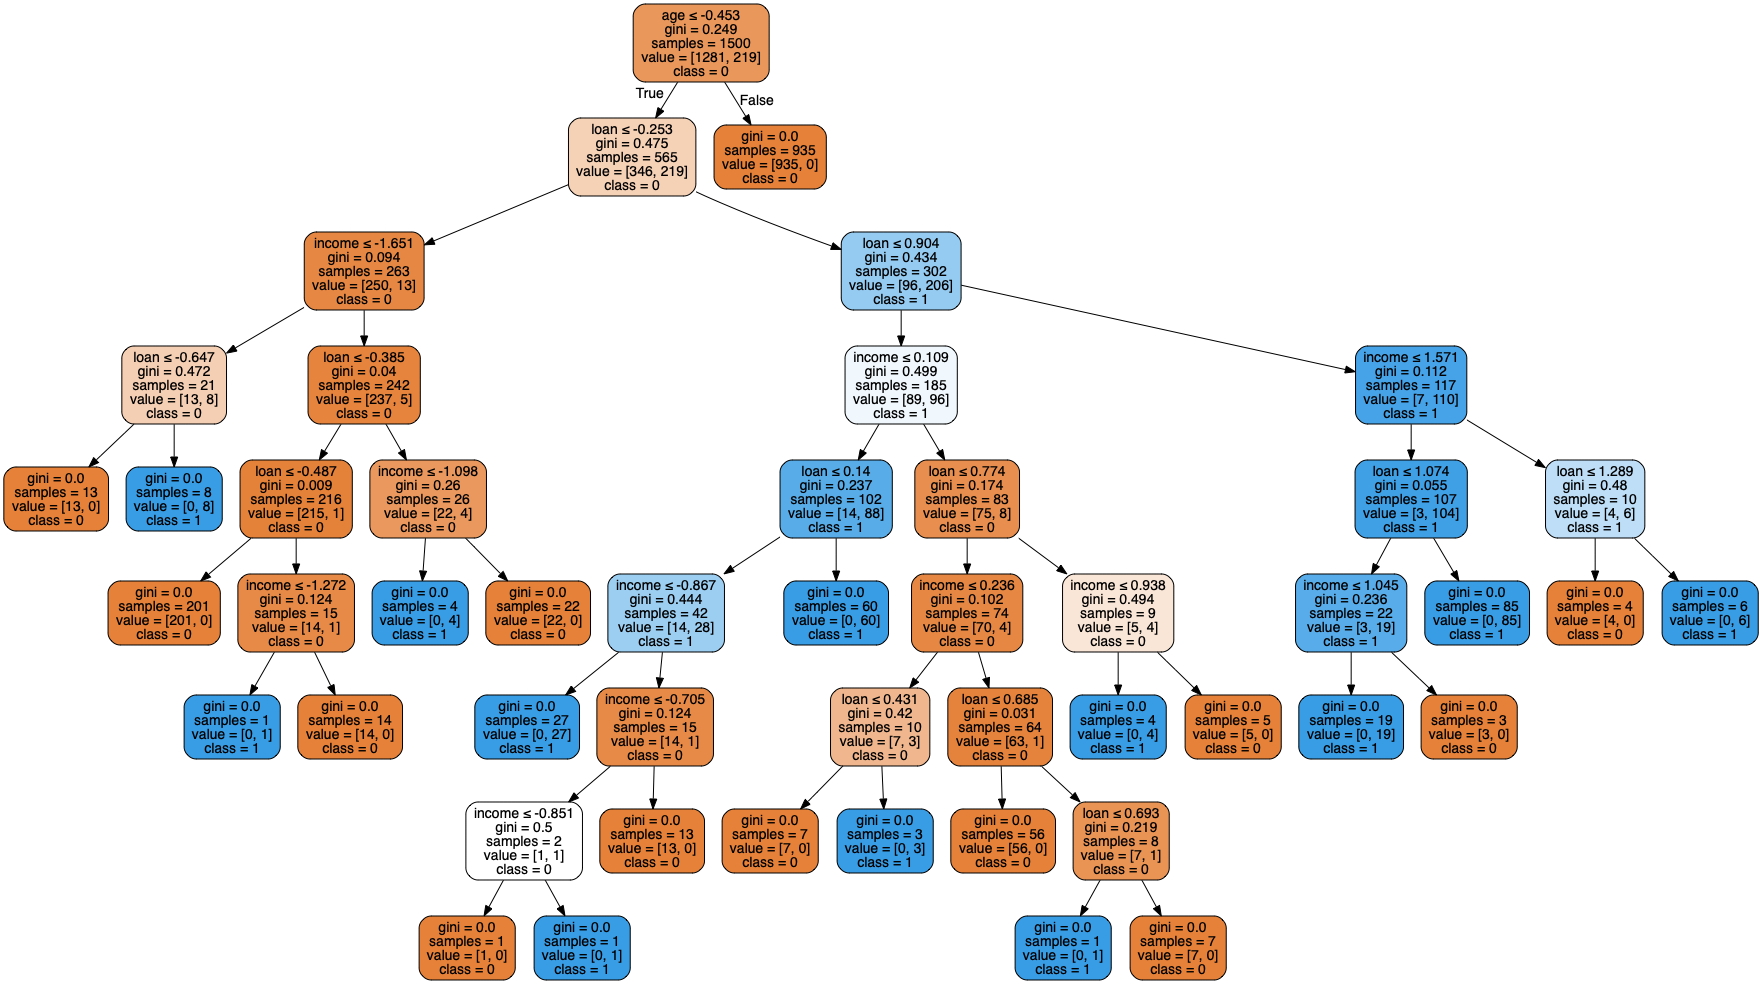 age ≤ -0.453
gini = 0.249
samples = 1500
value = [1281, 219]
class = 0
True
False
loan ≤ -0.253
gini = 0.475
samples = 565
value = [346, 219]
class = 0
gini = 0.0
samples = 935
value = [935, 0]
class = 0
income ≤ -1.651
gini = 0.094
samples = 263
value = [250, 13]
class = 0
loan ≤ 0.904
gini = 0.434
samples = 302
value = [96, 206]
class = 1
loan ≤ -0.647
gini = 0.472
samples = 21
value = [13, 8]
class = 0
loan ≤ -0.385
gini = 0.04
samples = 242
value = [237, 5]
class = 0
income ≤ 0.109
gini = 0.499
samples = 185
value = [89, 96]
class = 1
income ≤ 1.571
gini = 0.112
samples = 117
value = [7, 110]
class = 1
gini = 0.0
samples = 13
value = [13, 0]
class = 0
gini = 0.0
samples = 8
value = [0, 8]
class = 1
loan ≤ -0.487
gini = 0.009
samples = 216
value = [215, 1]
class = 0
income ≤ -1.098
gini = 0.26
samples = 26
value = [22, 4]
class = 0
loan ≤ 0.14
gini = 0.237
samples = 102
value = [14, 88]
class = 1
loan ≤ 0.774
gini = 0.174
samples = 83
value = [75, 8]
class = 0
loan ≤ 1.074
gini = 0.055
samples = 107
value = [3, 104]
class = 1
loan ≤ 1.289
gini = 0.48
samples = 10
value = [4, 6]
class = 1
gini = 0.0
samples = 201
value = [201, 0]
class = 0
income ≤ -1.272
gini = 0.124
samples = 15
value = [14, 1]
class = 0
gini = 0.0
samples = 4
value = [0, 4]
class = 1
gini = 0.0
samples = 22
value = [22, 0]
class = 0
income ≤ -0.867
gini = 0.444
samples = 42
value = [14, 28]
class = 1
gini = 0.0
samples = 60
value = [0, 60]
class = 1
income ≤ 0.236
gini = 0.102
samples = 74
value = [70, 4]
class = 0
income ≤ 0.938
gini = 0.494
samples = 9
value = [5, 4]
class = 0
income ≤ 1.045
gini = 0.236
samples = 22
value = [3, 19]
class = 1
gini = 0.0
samples = 85
value = [0, 85]
class = 1
gini = 0.0
samples = 4
value = [4, 0]
class = 0
gini = 0.0
samples = 6
value = [0, 6]
class = 1
gini = 0.0
samples = 1
value = [0, 1]
class = 1
gini = 0.0
samples = 14
value = [14, 0]
class = 0
gini = 0.0
samples = 27
value = [0, 27]
class = 1
income ≤ -0.705
gini = 0.124
samples = 15
value = [14, 1]
class = 0
loan ≤ 0.431
gini = 0.42
samples = 10
value = [7, 3]
class = 0
loan ≤ 0.685
gini = 0.031
samples = 64
value = [63, 1]
class = 0
gini = 0.0
samples = 4
value = [0, 4]
class = 1
gini = 0.0
samples = 5
value = [5, 0]
class = 0
gini = 0.0
samples = 19
value = [0, 19]
class = 1
gini = 0.0
samples = 3
value = [3, 0]
class = 0
income ≤ -0.851
gini = 0.5
samples = 2
value = [1, 1]
class = 0
gini = 0.0
samples = 13
value = [13, 0]
class = 0
gini = 0.0
samples = 7
value = [7, 0]
class = 0
gini = 0.0
samples = 3
value = [0, 3]
class = 1
gini = 0.0
samples = 56
value = [56, 0]
class = 0
loan ≤ 0.693
gini = 0.219
samples = 8
value = [7, 1]
class = 0
gini = 0.0
samples = 1
value = [1, 0]
class = 0
gini = 0.0
samples = 1
value = [0, 1]
class = 1
gini = 0.0
samples = 1
value = [0, 1]
class = 1
gini = 0.0
samples = 7
value = [7, 0]
class = 0